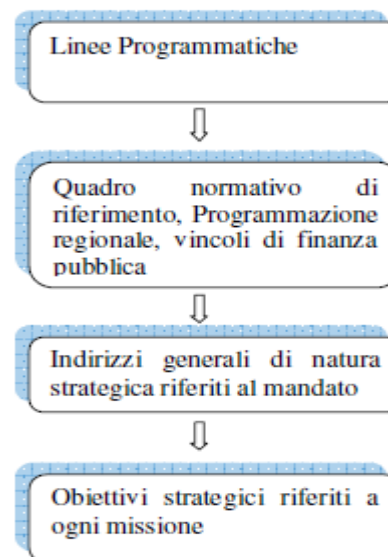 Linee Programmatiche
Quadro normativo di
riferimento, Programmazione
regionale, vincoli di finanza
pubblica
Indirizzi generali di natura
strategica riferiti al mandato
Obiettivi strategici riferiti a
ogni missione